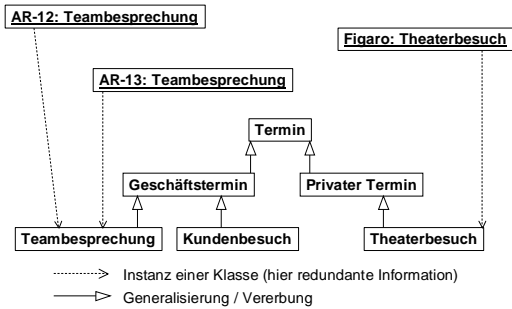 AR-12: Teambesprechung
Figaro: Theaterbesuch
AR-13: Teambesprechung
Termin
Geschäftstermin
Privater Termin
Teambesprechung
Kundenbesuch
Theaterbesuch
Instanz einer Klasse (hier redundante Information)
Generalisierung / Vererbung